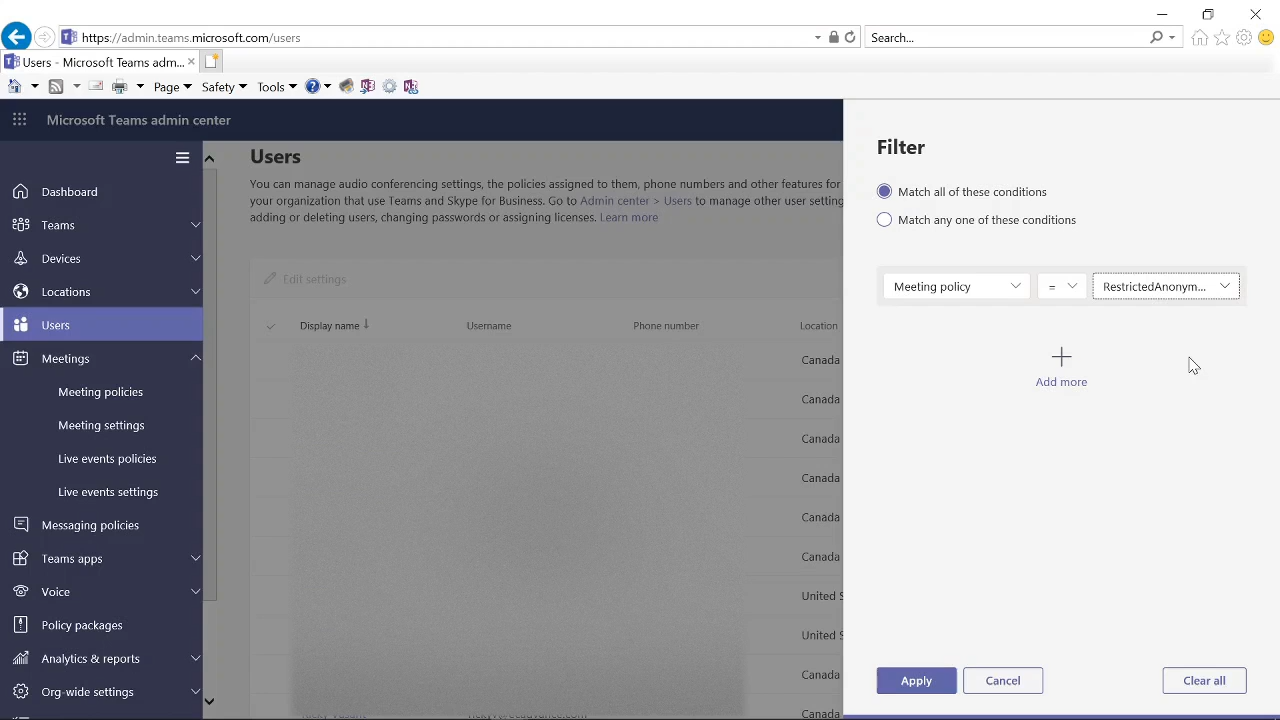 https://admin.teams.microsoft.com/users
Search...
Users - Microsoft Teams adm...
Page
Safety
Tools
Microsoft Teams admin center
Dashboard
Teams
Devices
Locations
Users
Meetings
Meeting policies
Meeting settings
Live events policies
Live events settings
Messaging policies
Teams apps
Voice
Policy packages
Analytics & reports
Org-wide settings
Users
You can manage audio conferencing settings, the policies assigned to them, phone numbers and other features for
your organization that use Teams and Skype for Business. Go to Admin center > Users to manage other user setting
adding or deleting users, changing passwords or assigning licenses. Learn more
Edit settings
Display name Username Phone number Location
Canada
Canada
Canada
Canada
Canada
Canada
United S
United S
Canada
Canada
Filter
Match all of these conditions
Match any one of these conditions
Meeting policy = RestrictedAnonym...
Add more
Apply Cancel Clear all